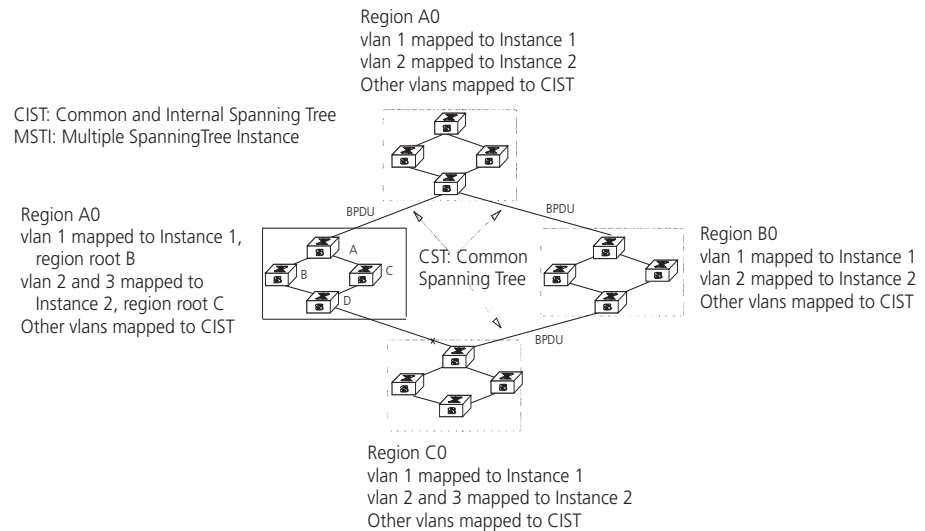 Region A0
vlan 1 mapped to Instance 1
vlan 2 mapped to Instance 2
Other vlans mapped to CIST
CIST: Common and Internal Spanning Tree
MSTI: Multiple SpanningTree Instance
BPDU
BPDU
Region A0
vlan 1 mapped to Instance 1,
region root B
vlan 2 and 3 mapped to
Instance 2, region root C
Other vlans mapped to CIST
A
B
C
D
CST: Common
Spanning Tree
Region B0
vlan 1 mapped to Instance 1
vlan 2 mapped to Instance 2
Other vlans mapped to CIST
BPDU
x
Region C0
vlan 1 mapped to Instance 1
vlan 2 and 3 mapped to Instance 2
Other vlans mapped to CIST